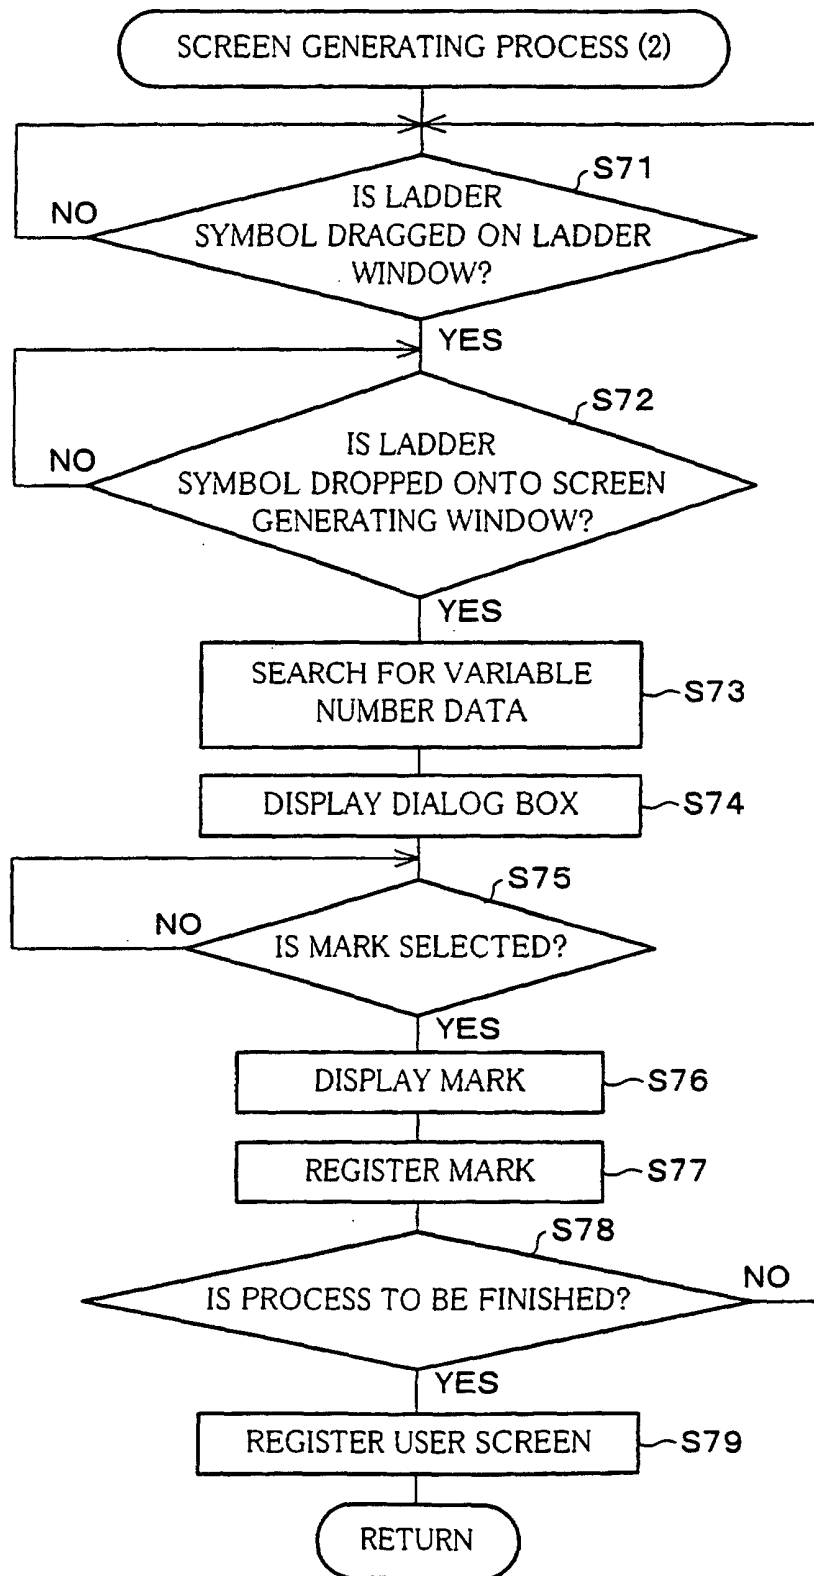 SCREEN GENERATING PROCESS (2)
S71
IS LADDER
SYMBOL DRAGGED ON LADDER
WINDOW?
NO
YES
S72
IS LADDER
SYMBOL DROPPED ONTO SCREEN
GENERATING WINDOW?
NO
YES
SEARCH FOR VARIABLE
NUMBER DATA
S73
DISPLAY DIALOG BOX
S74
S75
NO
IS MARK SELECTED?
YES
DISPLAY MARK
S76
REGISTER MARK
S77
S78
IS PROCESS TO BE FINISHED?
NO
YES
REGISTER USER SCREEN
S79
RETURN